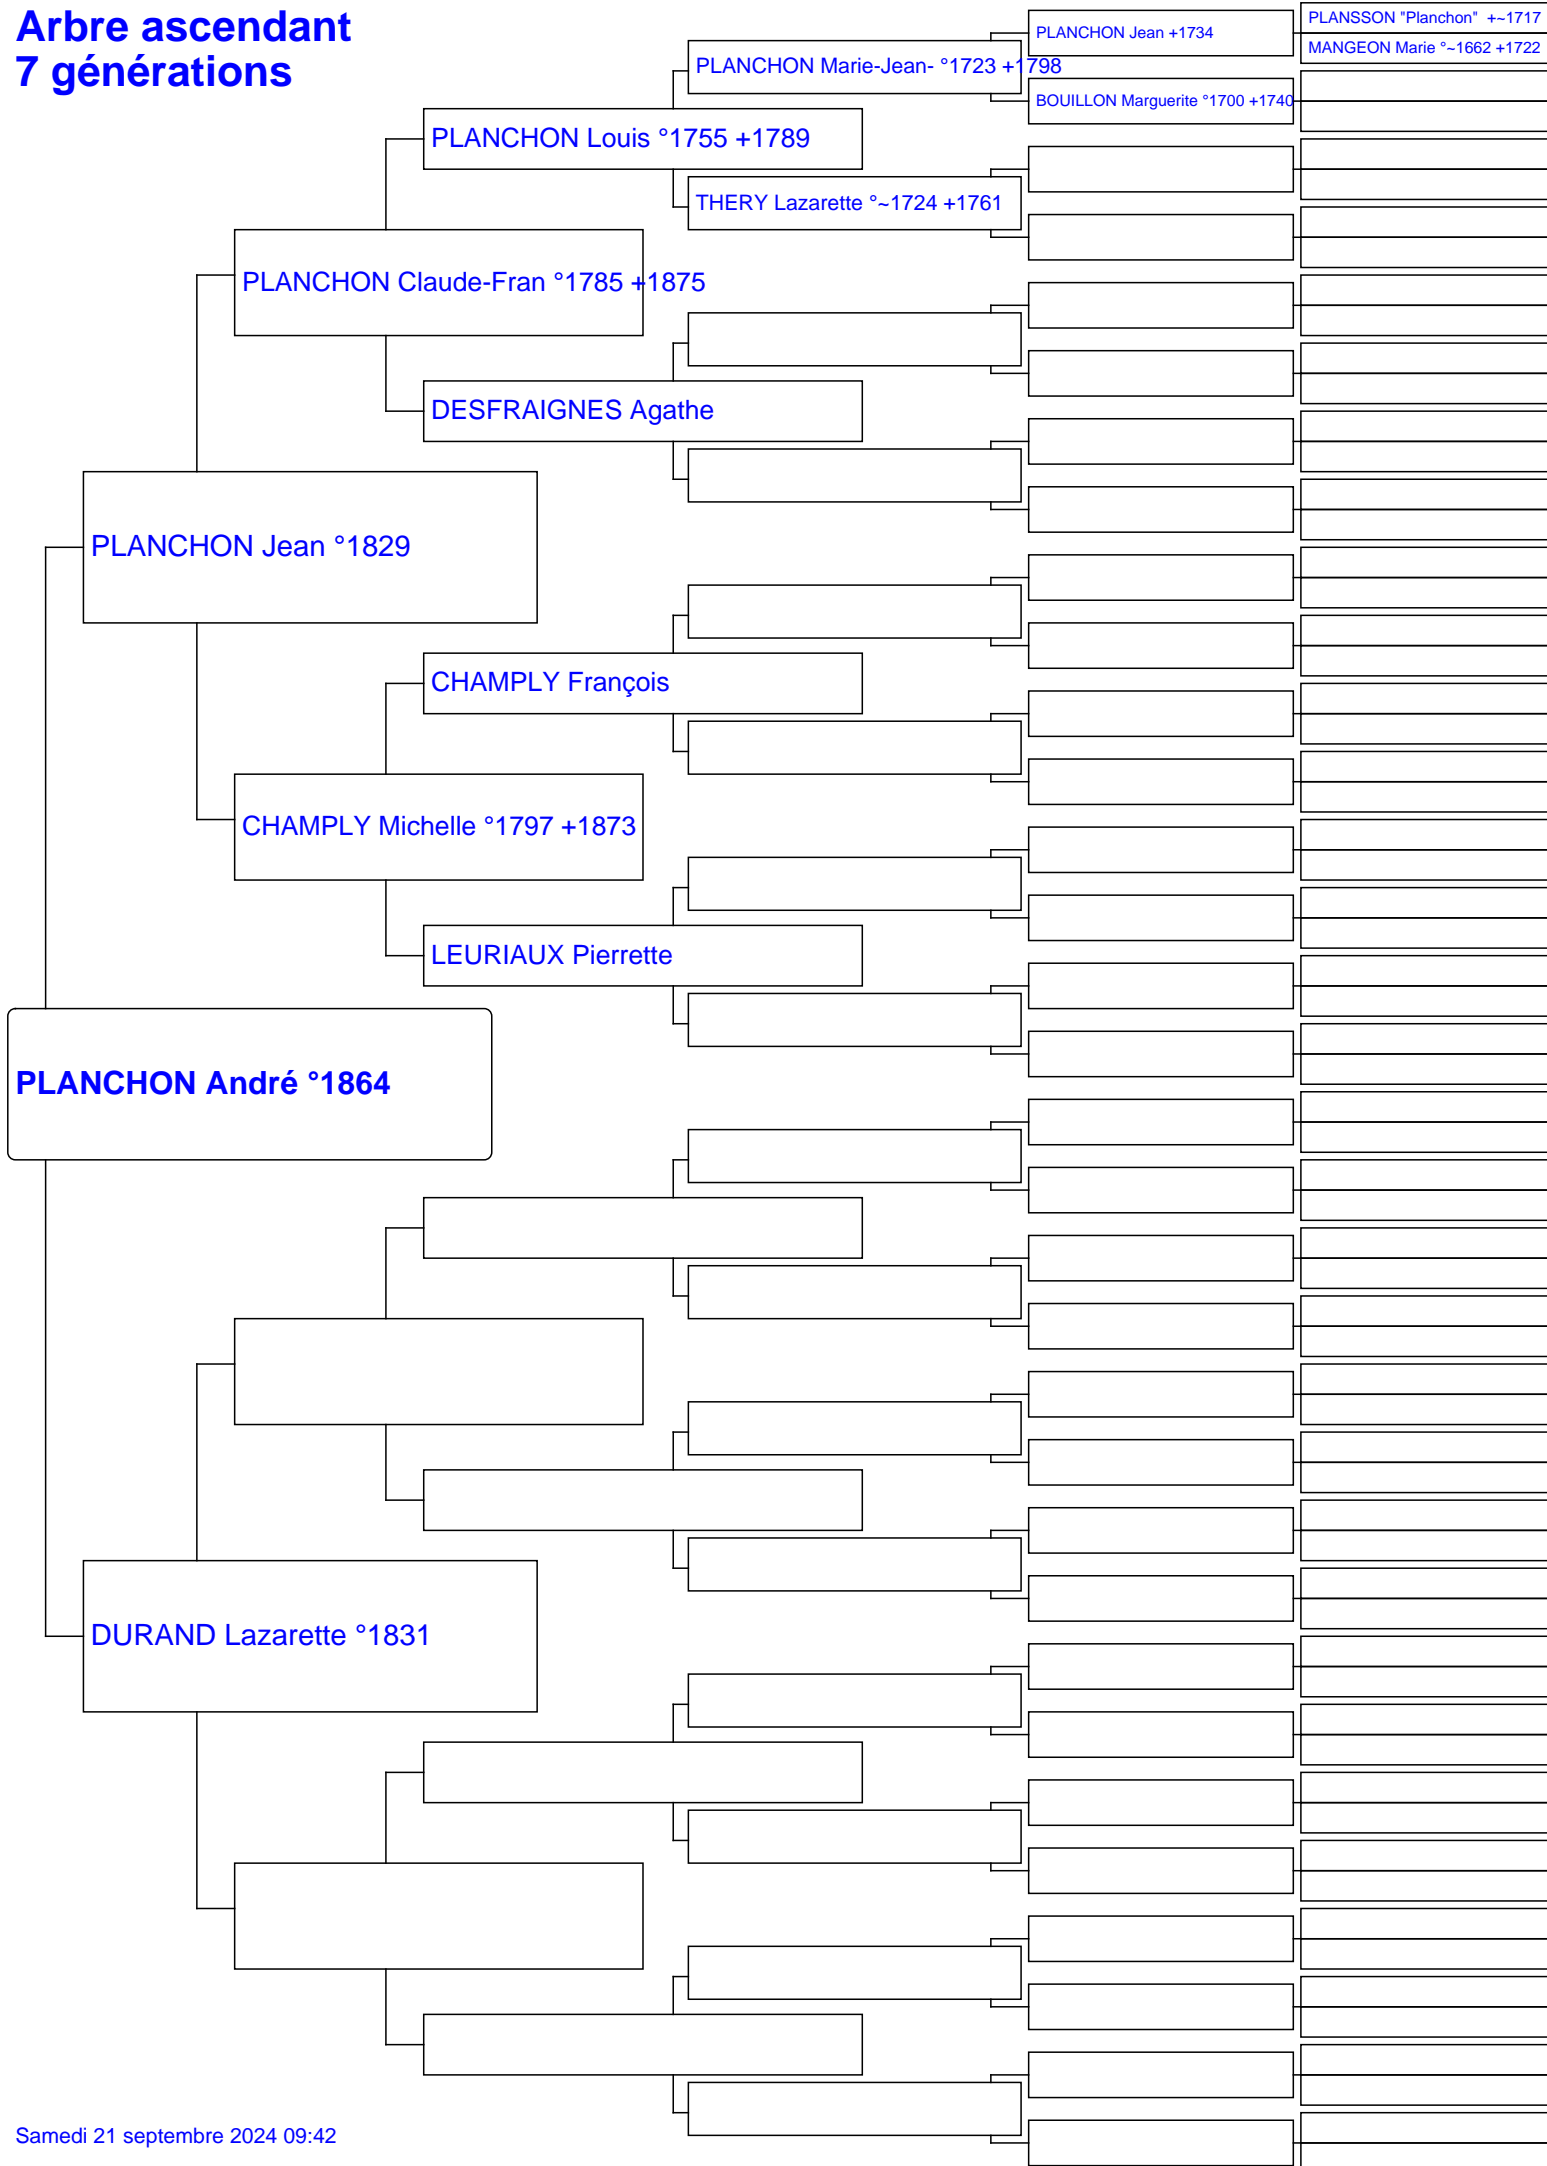 Arbre ascendant
7 générations
PLANSSON "Planchon"  +~1717
PLANCHON Jean +1734
MANGEON Marie °~1662 +1722
PLANCHON Marie-Jean- °1723 +1798
BOUILLON Marguerite °1700 +1740
PLANCHON Louis °1755 +1789
THERY Lazarette °~1724 +1761
PLANCHON Claude-Fran °1785 +1875
DESFRAIGNES Agathe
PLANCHON Jean °1829
CHAMPLY François
CHAMPLY Michelle °1797 +1873
LEURIAUX Pierrette
PLANCHON André °1864
DURAND Lazarette °1831
Samedi 21 septembre 2024 09:42